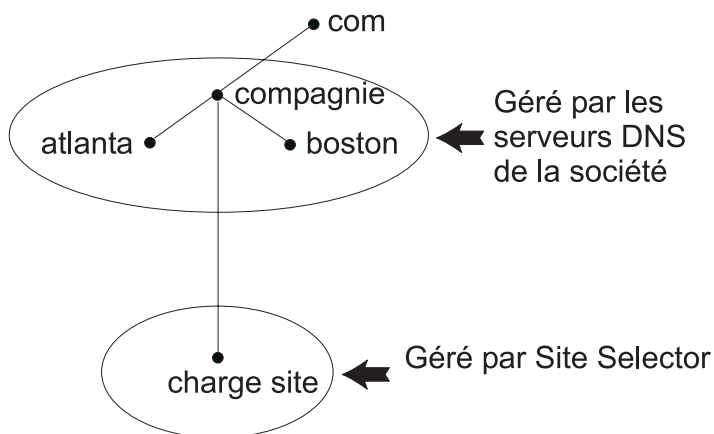 com
compagnie
atlanta
boston
Géré par les
serveurs DNS
de la société
charge site
Géré par Site Selector